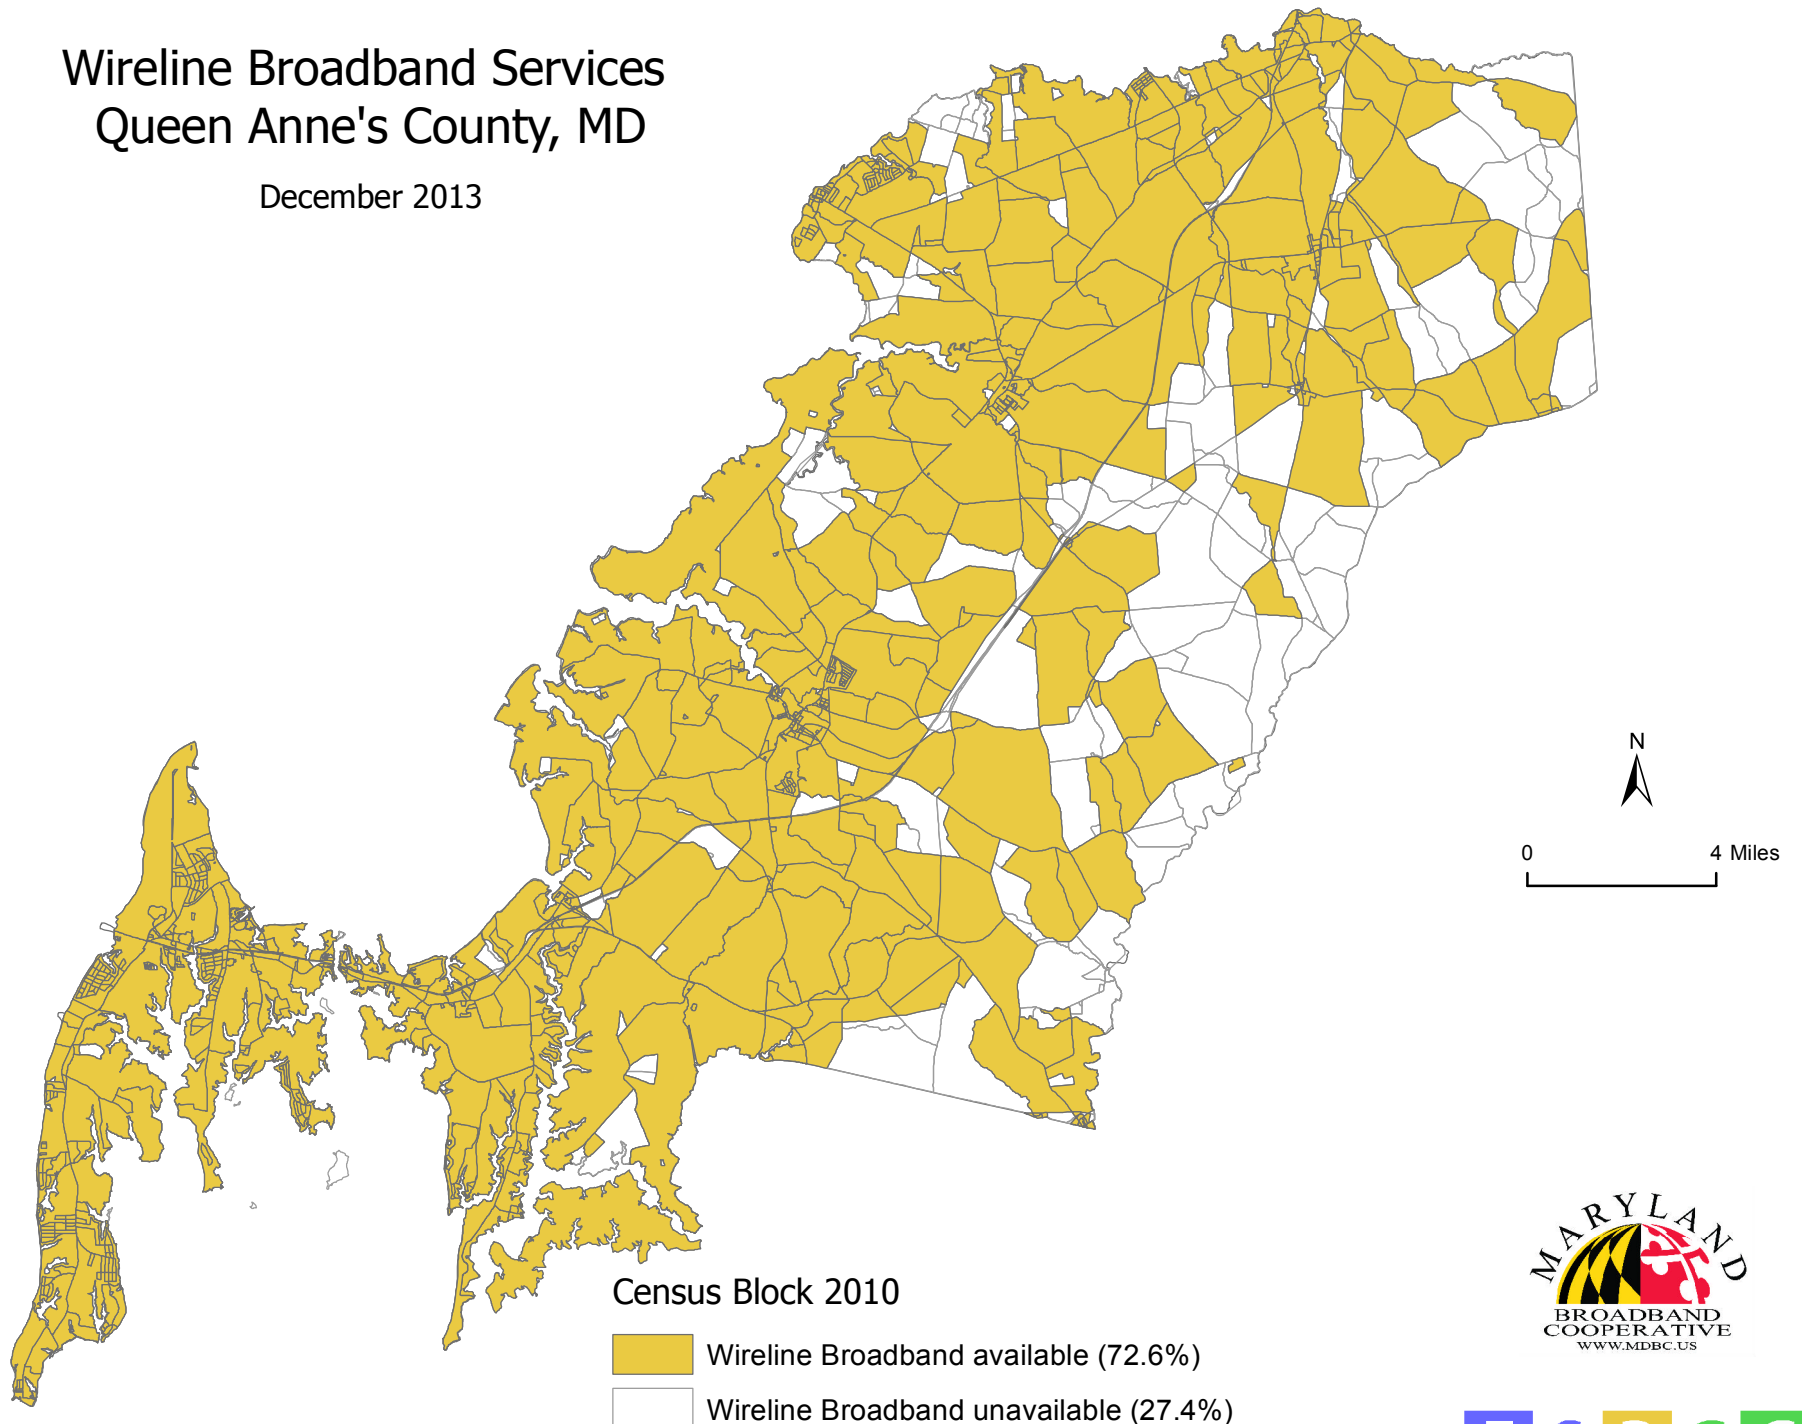 Wireline Broadband Services
Queen Anne's County, MD
December 2013
N
0 4 Miles
MARYLAND
BROADBAND
COOPERATIVE
WWW.MDBC.US
Census Block 2010
Wireline Broadband available (72.6%)
Wireline Broadband unavailable (27.4%)